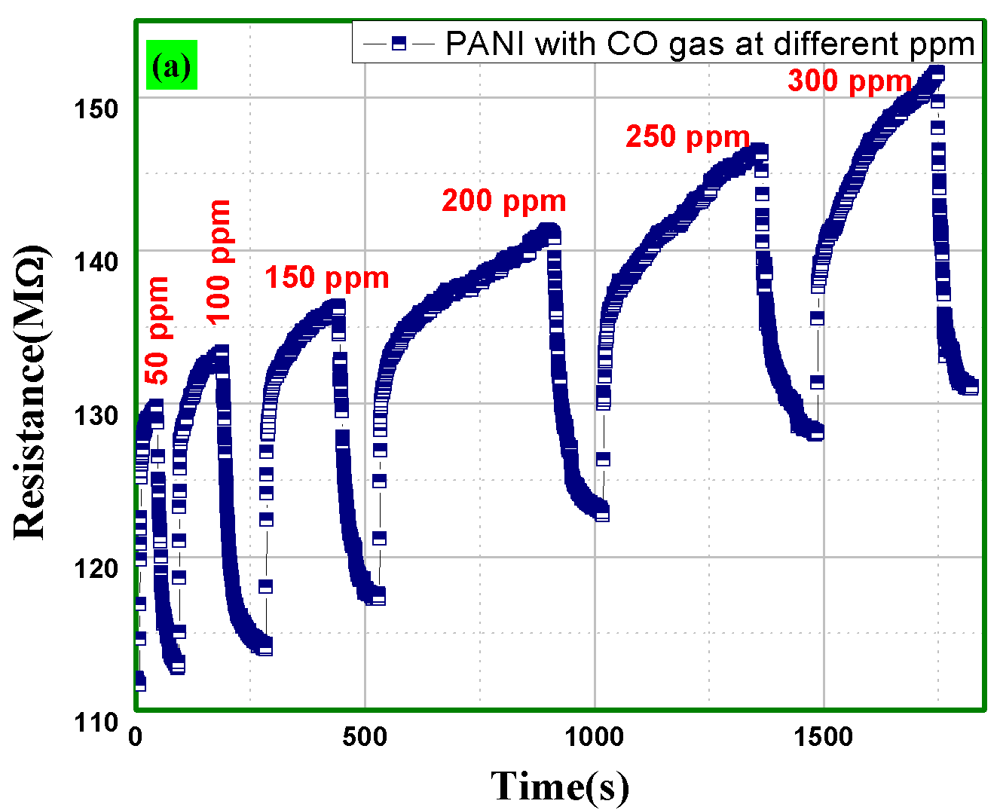 PANI with CO gas at different ppm
(a)
300 ppm
250 ppm
200 ppm
150 ppm
100 ppm
50 ppm
150
140
130
120
110
0 500 1000 1500
Resistance(MΩ)
Time(s)